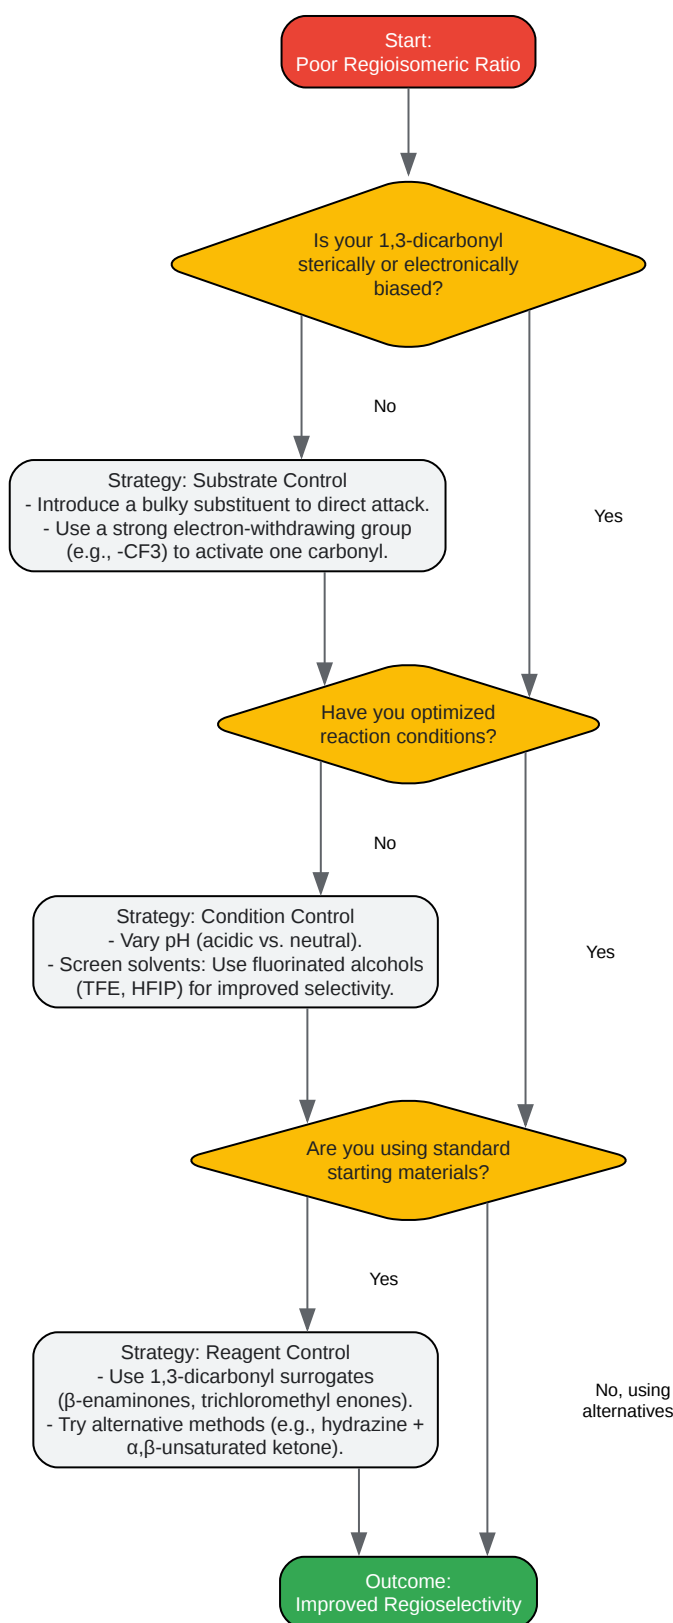 Start:
Poor Regioisomeric Ratio
Is your 1,3-dicarbonyl
sterically or electronically
biased?
No
Yes
Strategy: Substrate Control
- Introduce a bulky substituent to direct attack.
- Use a strong electron-withdrawing group
(e.g., -CF3) to activate one carbonyl.
Have you optimized
reaction conditions?
No
Yes
Strategy: Condition Control
- Vary pH (acidic vs. neutral).
- Screen solvents: Use fluorinated alcohols
(TFE, HFIP) for improved selectivity.
Are you using standard
starting materials?
Yes
No, using
alternatives
Strategy: Reagent Control
- Use 1,3-dicarbonyl surrogates
(β-enaminones, trichloromethyl enones).
- Try alternative methods (e.g., hydrazine +
α,β-unsaturated ketone).
Outcome:
Improved Regioselectivity